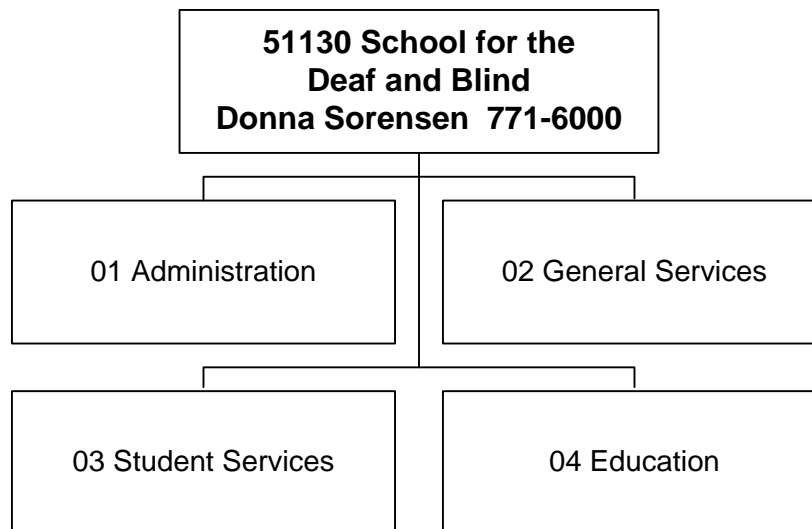 51130 School for the
Deaf and Blind
Donna Sorensen  771-6000
01 Administration
02 General Services
03 Student Services
04 Education